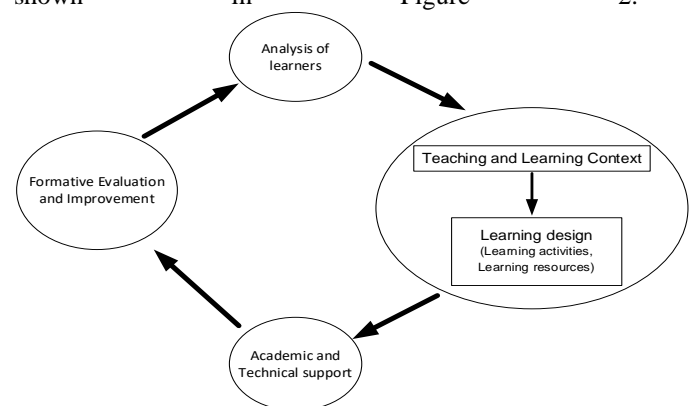 shown in Figure 2.
Analysis of
learners
Teaching and Learning Context
Learning design
(Learning activities,
Learning resources)
Formative Evaluation
and Improvement
Academic and
Technical support